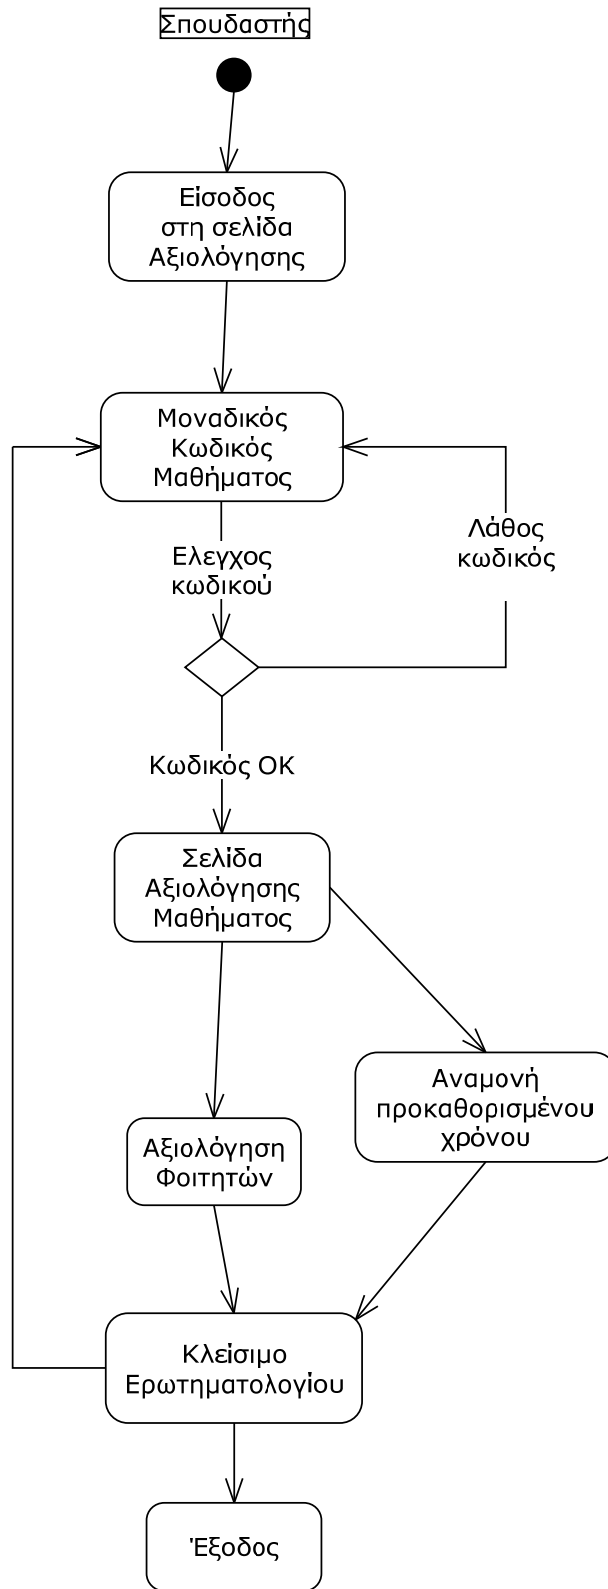 Σπουδαστής
Είσοδος
στη σελίδα
Αξιολόγησης
Μοναδικός
Κωδικός
Μαθήματος
Ελεγχος
κωδικού
Λάθος
κωδικός
Κωδικός ΟΚ
Σελίδα
Αξιολόγησης
Μαθήματος
Αναμονή
προκαθορισμένου
χρόνου
Αξιολόγηση
Φοιτητών
Κλείσιμο
Ερωτηματολογίου
Έξοδος